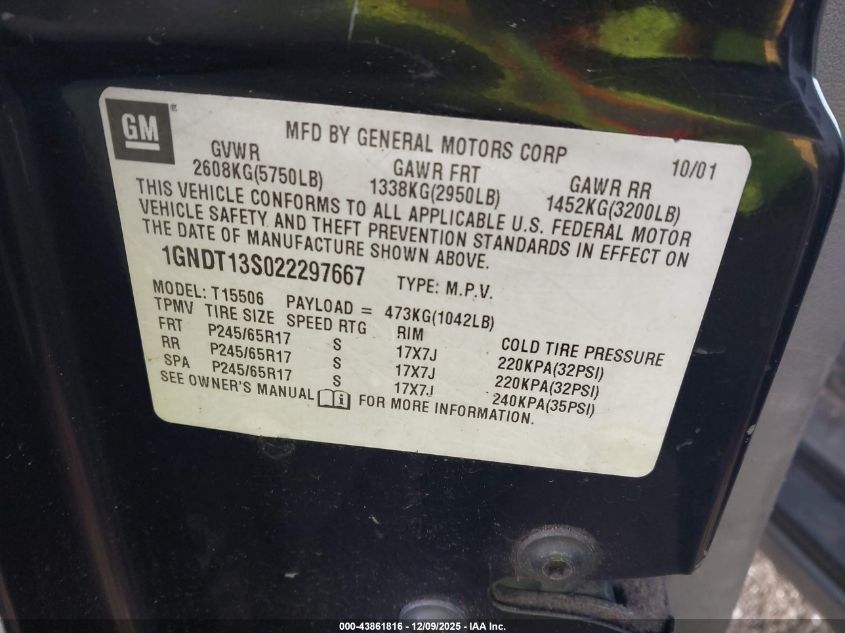 GM ®
MFD BY GENERAL MOTORS CORP 10/01
GVWR GAWR FRT GAWR RR
2608KG(5750LB) 1338KG(2950LB) 1452KG(3200LB)
THIS VEHICLE CONFORMS TO ALL APPLICABLE U.S. FEDERAL MOTOR
VEHICLE SAFETY AND THEFT PREVENTION STANDARDS IN EFFECT ON
THE DATE OF MANUFACTURE SHOWN ABOVE.
1GNDT13S022297667 TYPE: M.P.V.
MODEL: T15506 PAYLOAD = 473KG(1042LB)
TPMV TIRE SIZE SPEED RTG RIM COLD TIRE PRESSURE
FRT P245/65R17 S 17X7J 220KPA(32PSI)
RR P245/65R17 S 17X7J 220KPA(32PSI)
SPA P245/65R17 S 17X7J 240KPA(35PSI)
SEE OWNER'S MANUAL i FOR MORE INFORMATION.
000-43861816 - 12/09/2025 - IAA Inc.